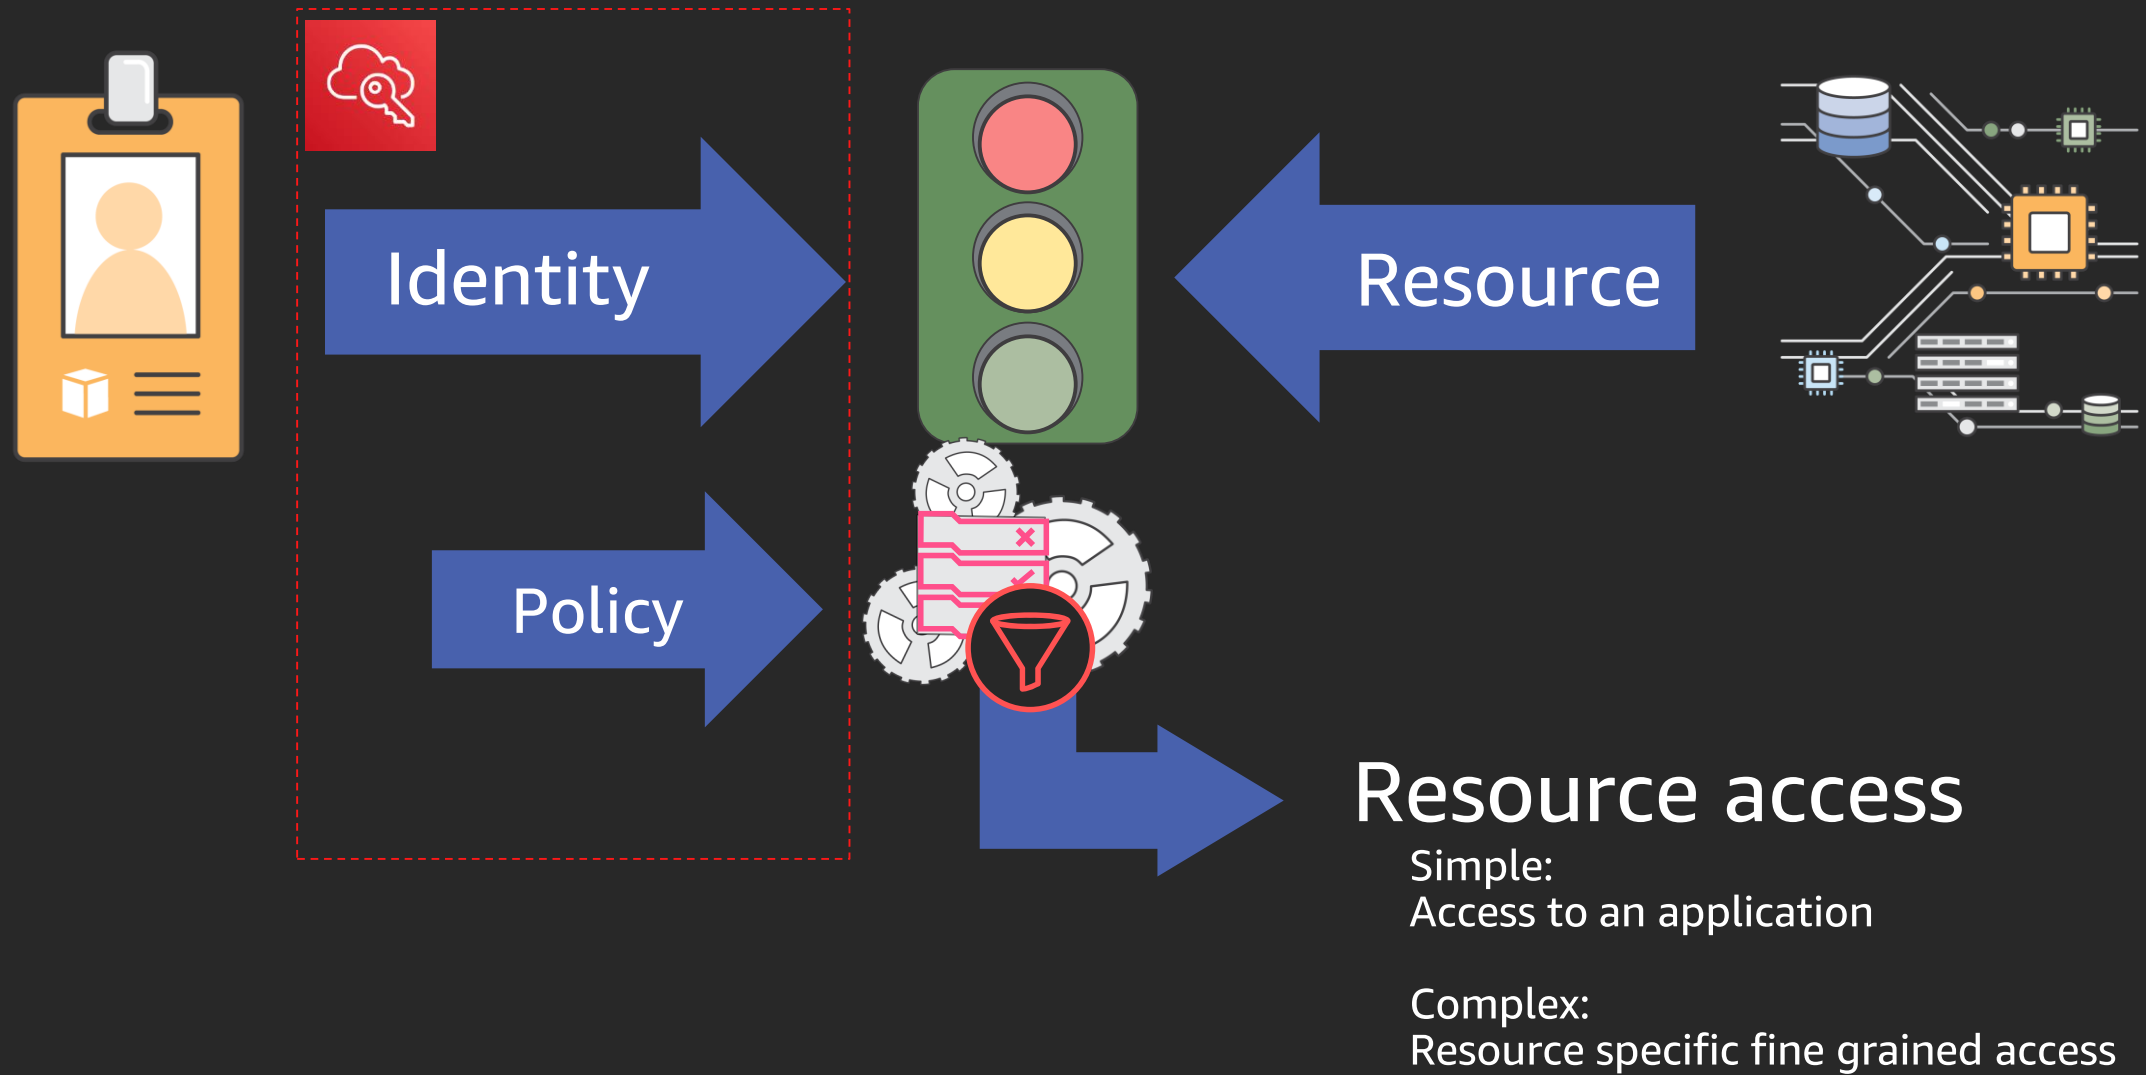 Identity
Resource
Policy
Resource access
Simple:
Access to an application
Complex:
Resource specific fine grained access